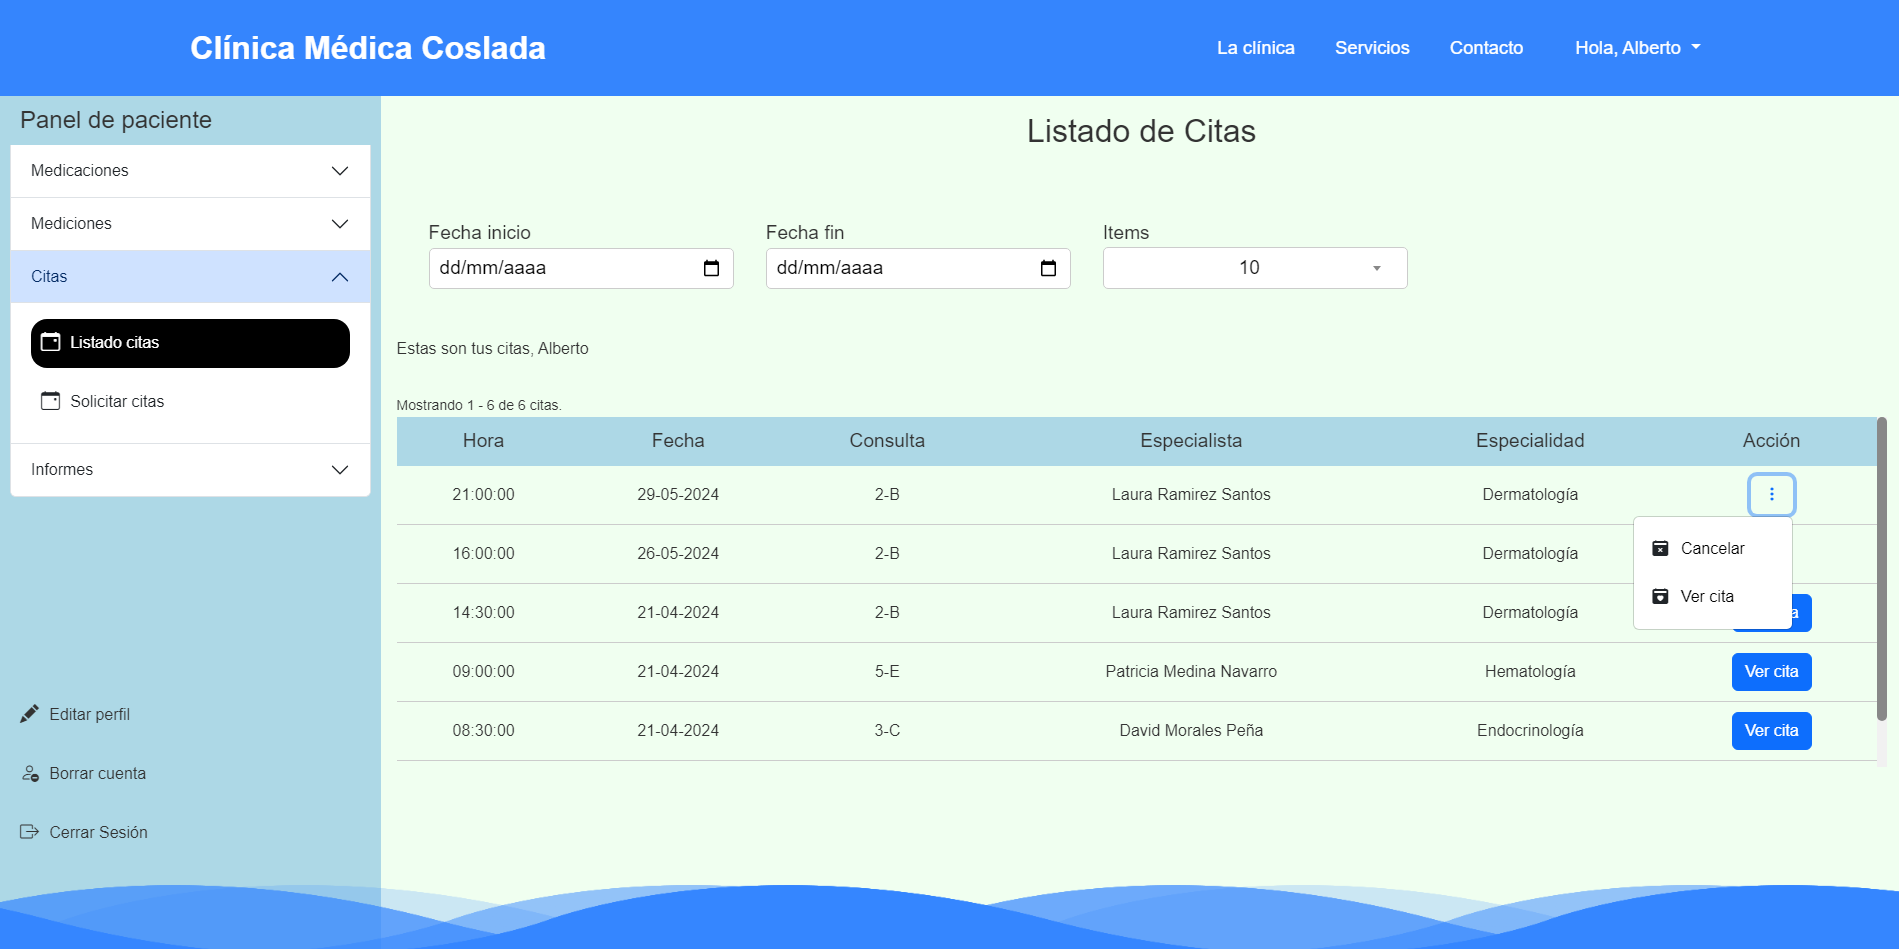 Clínica Médica Coslada
La clínica
Servicios
Contacto
Hola, Alberto
Panel de paciente
Medicaciones
Mediciones
Citas
Listado citas
Solicitar citas
Informes
Editar perfil
Borrar cuenta
Cerrar Sesión
Listado de Citas
Fecha inicio
dd/mm/aaaa
Fecha fin
dd/mm/aaaa
Items
10
Estas son tus citas, Alberto
Mostrando 1 - 6 de 6 citas.
Hora Fecha Consulta Especialista Especialidad Acción
21:00:00 29-05-2024 2-B Laura Ramirez Santos Dermatología
16:00:00 26-05-2024 2-B Laura Ramirez Santos Dermatología
14:30:00 21-04-2024 2-B Laura Ramirez Santos Dermatología
09:00:00 21-04-2024 5-E Patricia Medina Navarro Hematología Ver cita
08:30:00 21-04-2024 3-C David Morales Peña Endocrinología Ver cita
Cancelar
Ver cita